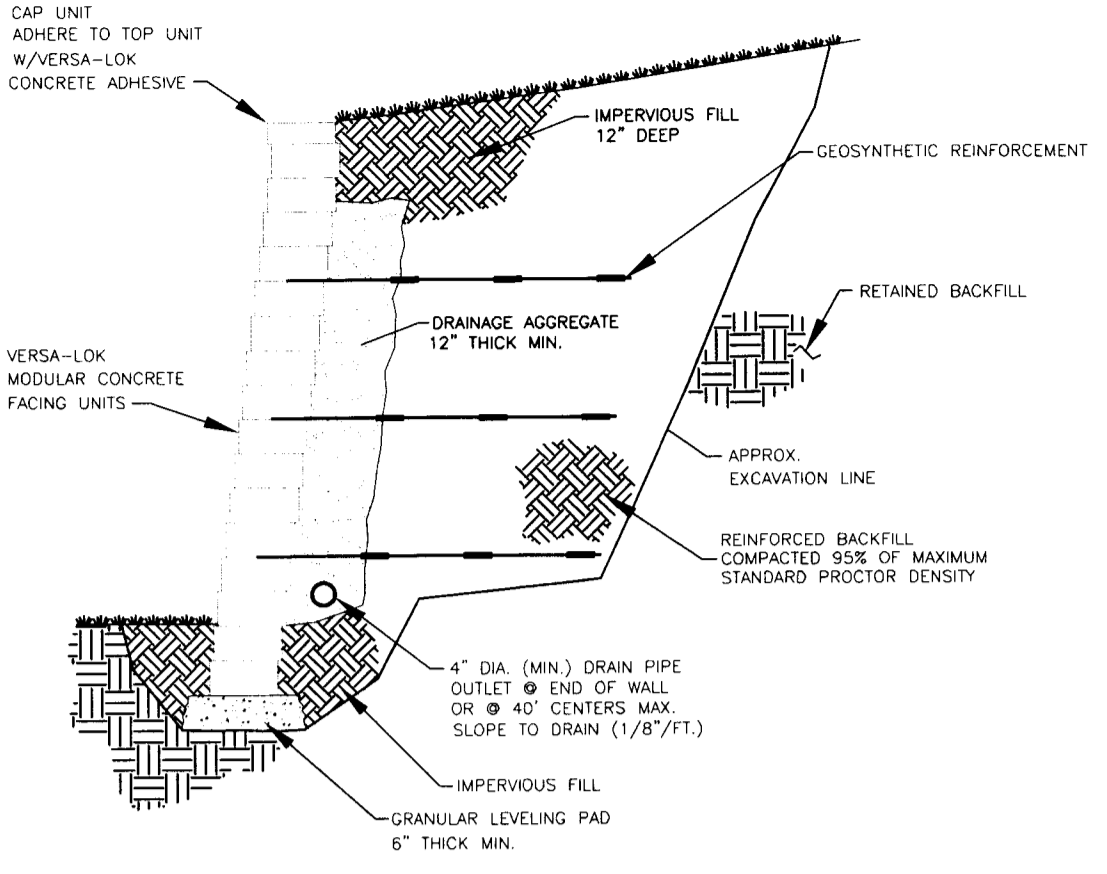 CAP UNIT
ADHERE TO TOP UNIT
W/VERSA-LOK
CONCRETE ADHESIVE
IMPERVIOUS FILL
12" DEEP
GEOSYNTHETIC REINFORCEMENT
RETAINED BACKFILL
DRAINAGE AGGREGATE
12" THICK MIN.
VERSA-LOK
MODULAR CONCRETE
FACING UNITS
APPROX.
EXCAVATION LINE
REINFORCED BACKFILL
COMPACTED 95% OF MAXIMUM
STANDARD PROCTOR DENSITY
4" DIA. (MIN.) DRAIN PIPE
OUTLET @ END OF WALL
OR @ 40' CENTERS MAX.
SLOPE TO DRAIN (1/8"/FT.)
IMPERVIOUS FILL
GRANULAR LEVELING PAD
6" THICK MIN.